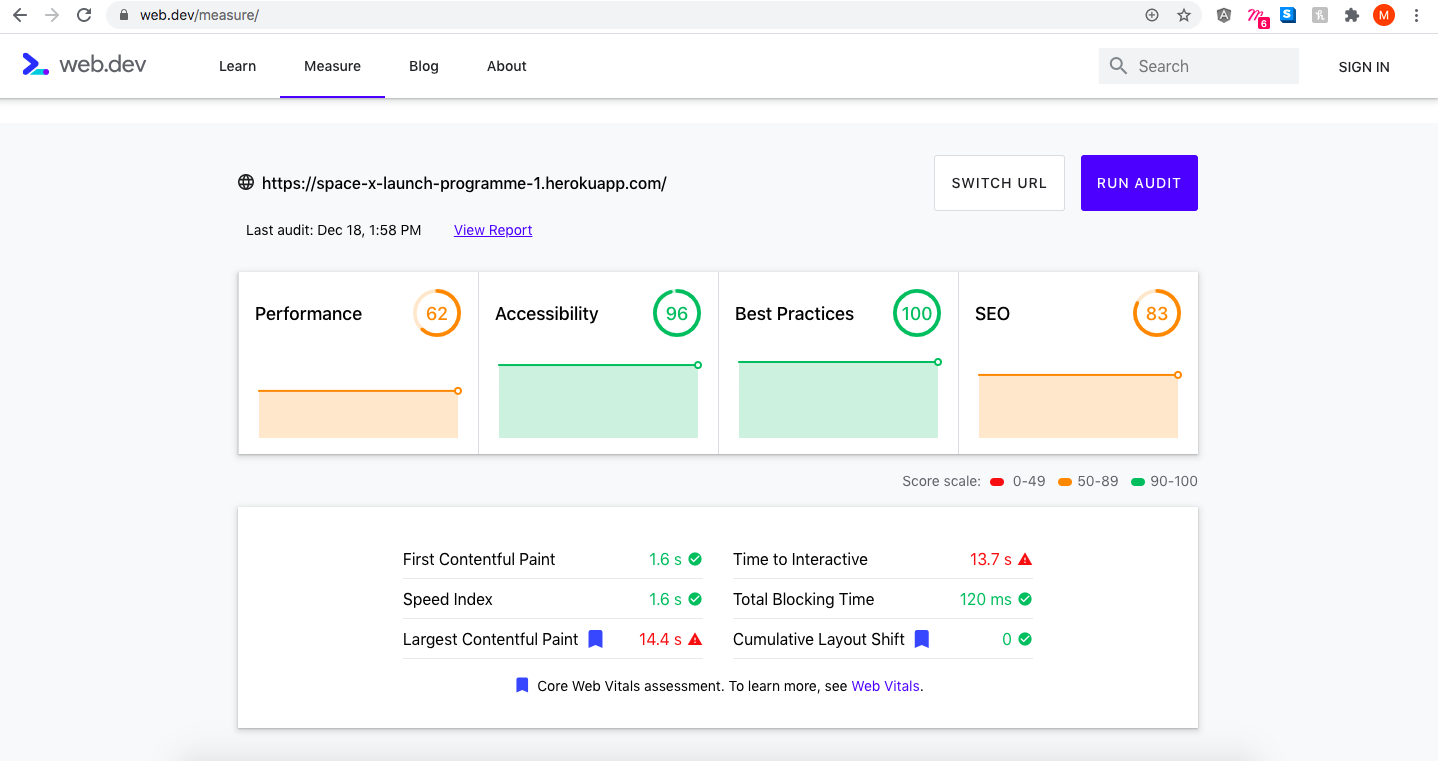 web.dev/measure/
6
M
web.dev
Learn Measure Blog About
Search
SIGN IN
https://space-x-launch-programme-1.herokuapp.com/
SWITCH URL
RUN AUDIT
Last audit: Dec 18, 1:58 PM View Report
Performance 62
Accessibility 96
Best Practices 100
SEO 83
Score scale: 0-49 50-89 90-100
First Contentful Paint 1.6 s
Time to Interactive 13.7 s
Speed Index 1.6 s
Total Blocking Time 120 ms
Largest Contentful Paint 14.4 s
Cumulative Layout Shift 0
Core Web Vitals assessment. To learn more, see Web Vitals.